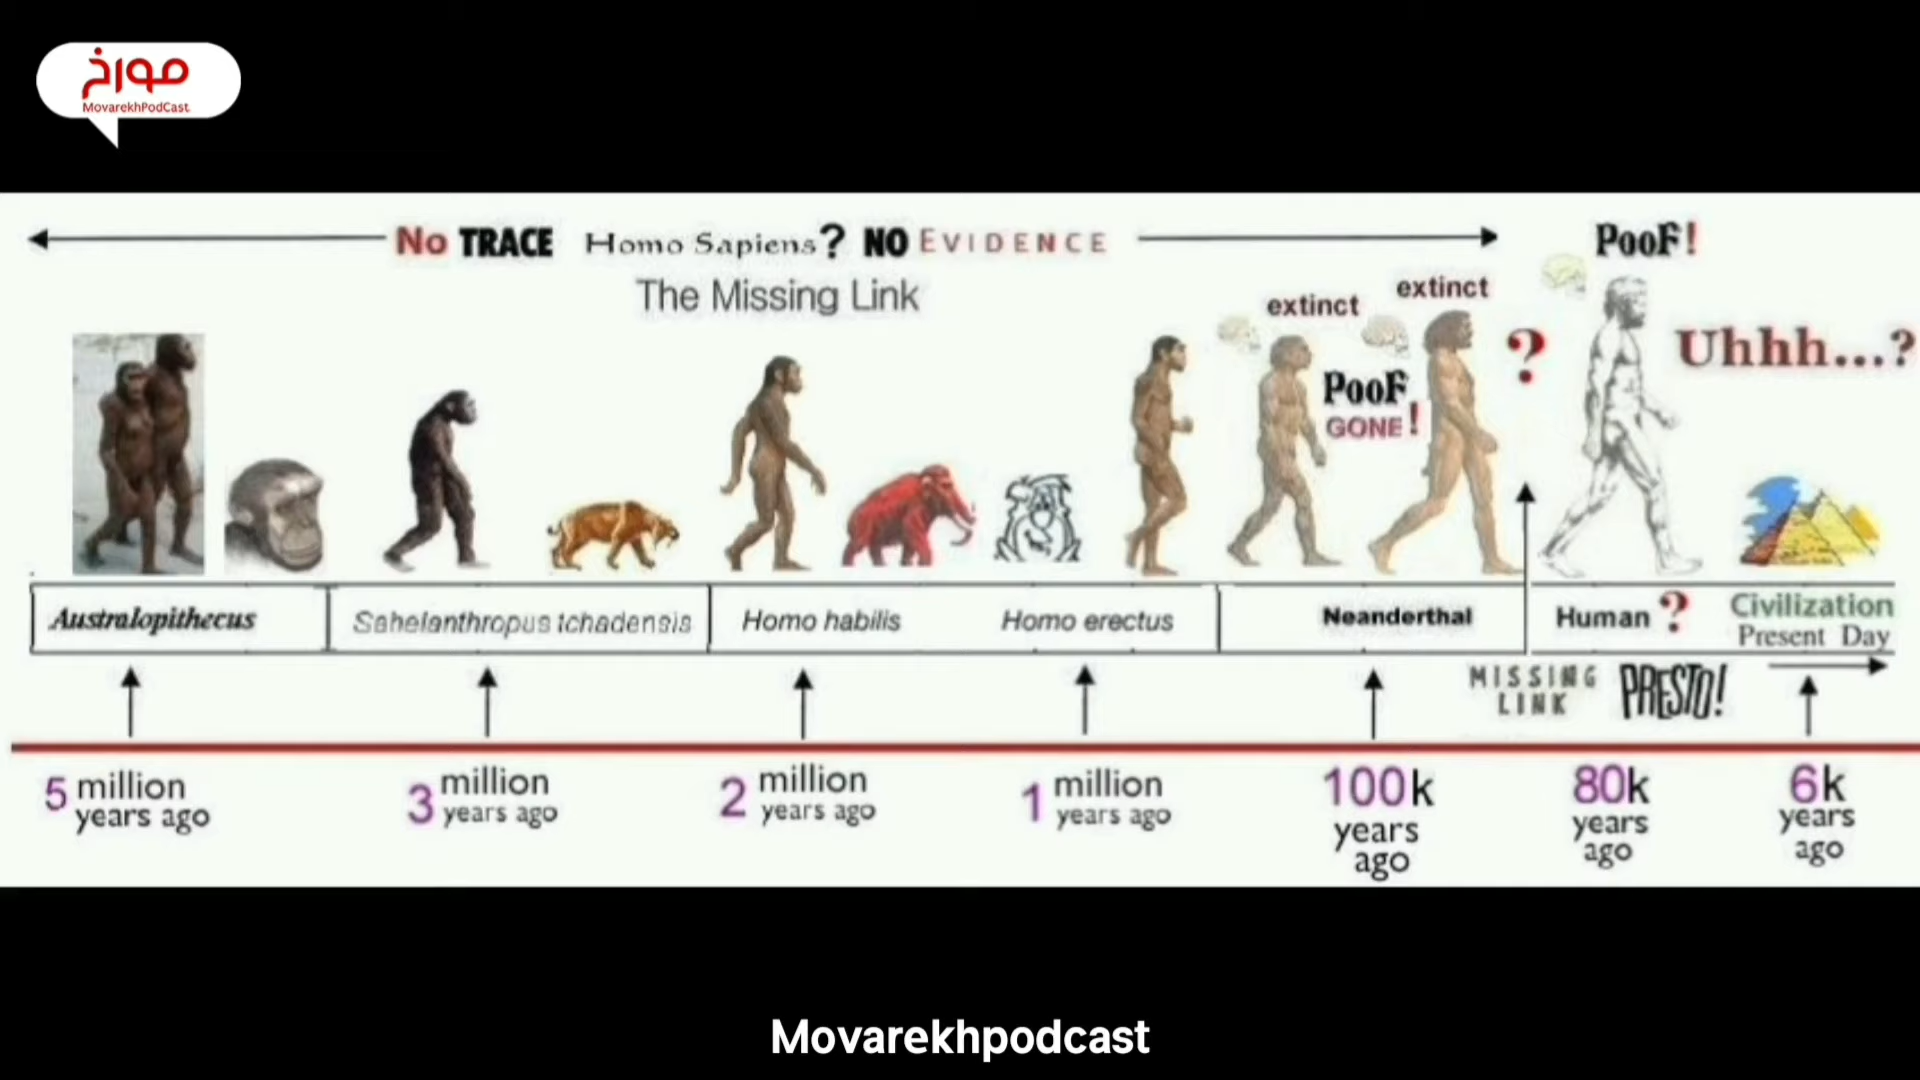 مورخ
MovarekhPodCast
No TRACE Homo Sapiens? NO EVIDENCE
The Missing Link
PooF!
extinct
extinct
?
Uhhh...?
PooF
GONE!
Australopithecus
Sahelanthropus tchadensis
Homo habilis
Homo erectus
Neanderthal
Human ?
Civilization
Present Day
MISSING
LINK
PRESTO!
5 million
years ago
3 million
years ago
2 million
years ago
1 million
years ago
100k
years
ago
80k
years
ago
6k
years
ago
Movarekhpodcast